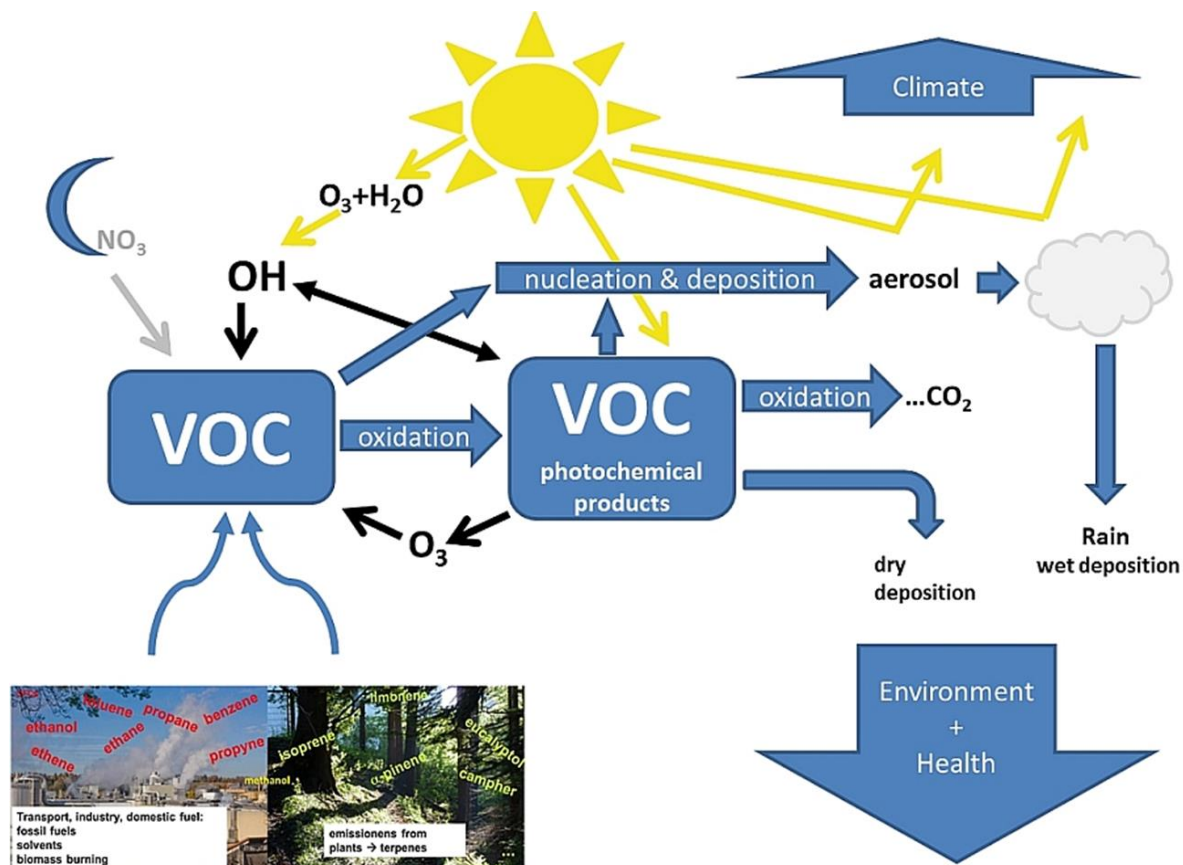 Climate
O₃+H₂O
NO₃
OH
nucleation & deposition
aerosol
VOC
oxidation
VOC
photochemical
products
oxidation
...CO₂
O₃
dry
deposition
Rain
wet deposition
Environment
+
Health
toluene
propane
benzene
ethanol
ethane
ethene
propyne
methanol
limonene
isoprene
eucalyptol
α-pinene
campher
Transport, industry, domestic fuel:
fossil fuels
solvents
biomass burning
emissionens from
plants → terpenes
...